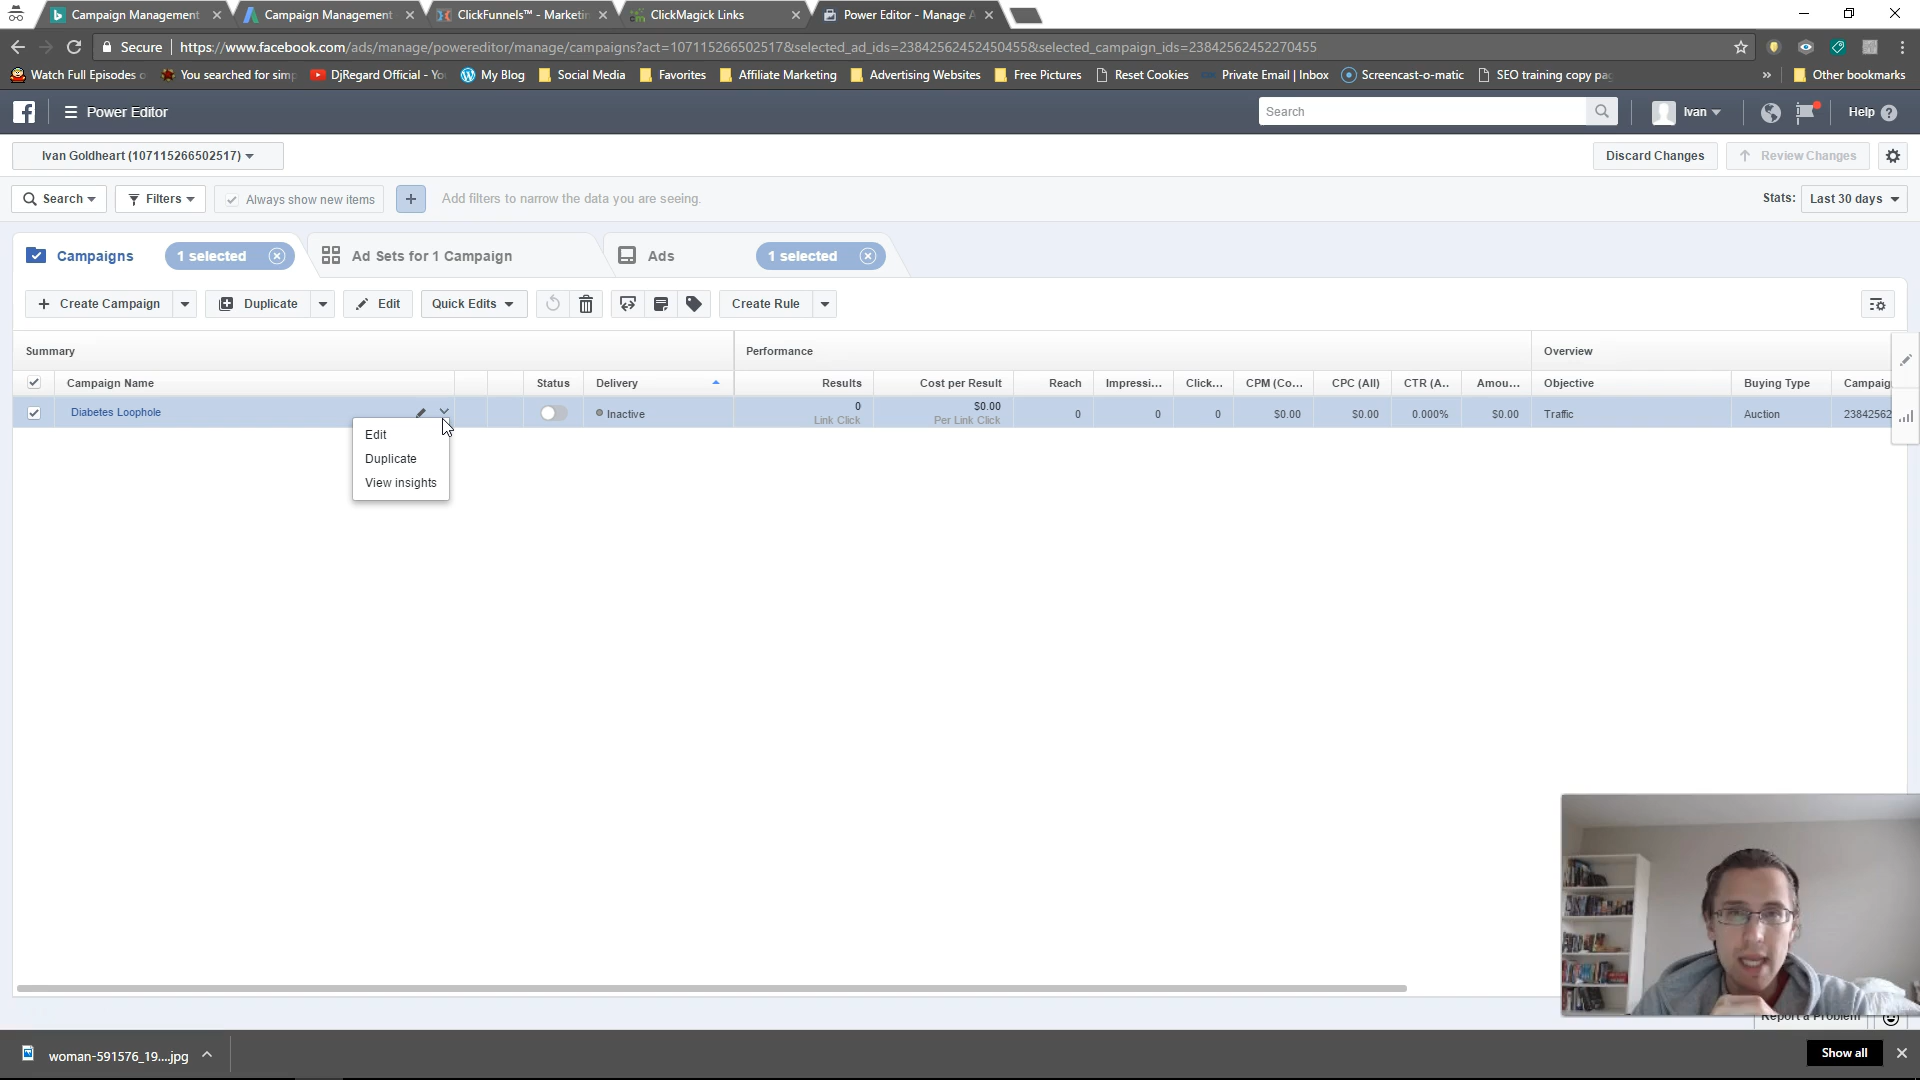 Campaign Management
Campaign Management
ClickFunnels™ - Marketin
ClickMagick Links
Power Editor - Manage A
Secure
https://www.facebook.com/ads/manage/powereditor/manage/campaigns?act=107115266502517&selected_ad_ids=23842562452450455&selected_campaign_ids=23842562452270455
Watch Full Episodes o
You searched for simp
DjRegard Official - Yo
My Blog
Social Media
Favorites
Affiliate Marketing
Advertising Websites
Free Pictures
Reset Cookies
Private Email | Inbox
Screencast-o-matic
SEO training copy pag
»
Other bookmarks
Power Editor
Search
Ivan
Help
Ivan Goldheart (107115266502517)
Discard Changes
Review Changes
Search
Filters
Always show new items
+
Add filters to narrow the data you are seeing.
Stats:
Last 30 days
Campaigns
1 selected
Ad Sets for 1 Campaign
Ads
1 selected
+ Create Campaign
Duplicate
Edit
Quick Edits
Create Rule
Summary
Performance
Overview
Campaign Name
Status
Delivery
Results
Cost per Result
Reach
Impressi...
Click...
CPM (Co...
CPC (All)
CTR (A..
Amou...
Objective
Buying Type
Campaig
Diabetes Loophole
Inactive
0
Link Click
$0.00
Per Link Click
0
0
0
$0.00
$0.00
0.000%
$0.00
Traffic
Auction
23842562
Edit
Duplicate
View insights
Report a Problem
woman-591576_19....jpg
Show all